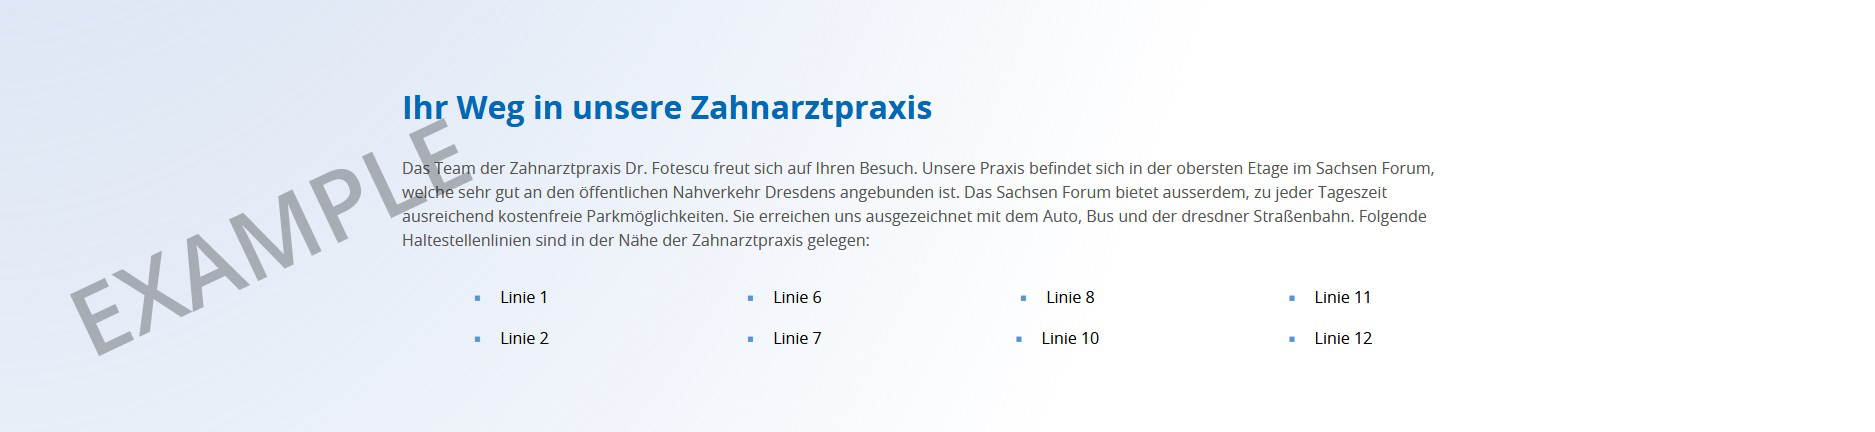 Ihr Weg in unsere Zahnarztpraxis
Das Team der Zahnarztpraxis Dr. Fotescu freut sich auf Ihren Besuch. Unsere Praxis befindet sich in der obersten Etage im Sachsen Forum,
welche sehr gut an den öffentlichen Nahverkehr Dresdens angebunden ist. Das Sachsen Forum bietet ausserdem, zu jeder Tageszeit
ausreichend kostenfreie Parkmöglichkeiten. Sie erreichen uns ausgezeichnet mit dem Auto, Bus und der dresdner Straßenbahn. Folgende
Haltestellenlinien sind in der Nähe der Zahnarztpraxis gelegen:
▪ Linie 1 ▪ Linie 6 ▪ Linie 8 ▪ Linie 11
▪ Linie 2 ▪ Linie 7 ▪ Linie 10 ▪ Linie 12
EXAMPLE